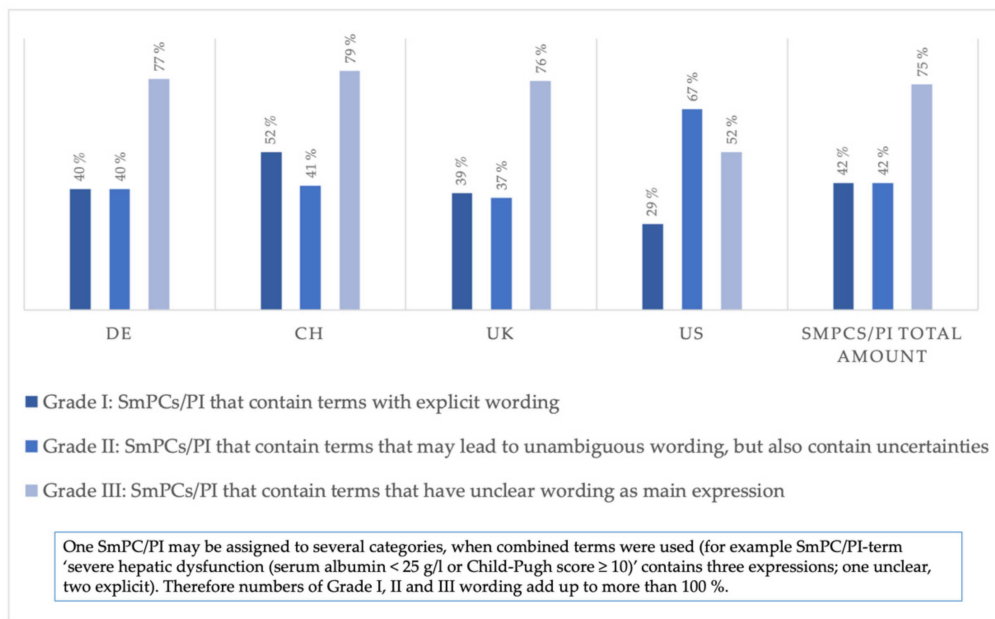 40 %
40 %
77 %
52 %
41 %
79 %
39 %
37 %
76 %
29 %
67 %
52 %
42 %
42 %
75 %
DE
CH
UK
US
SMPCS/PI TOTAL
AMOUNT
Grade I: SmPCs/PI that contain terms with explicit wording
Grade II: SmPCs/PI that contain terms that may lead to unambiguous wording, but also contain uncertainties
Grade III: SmPCs/PI that contain terms that have unclear wording as main expression
One SmPC/PI may be assigned to several categories, when combined terms were used (for example SmPC/PI-term
‘severe hepatic dysfunction (serum albumin < 25 g/l or Child-Pugh score ≥ 10)’ contains three expressions; one unclear,
two explicit). Therefore numbers of Grade I, II and III wording add up to more than 100 %.